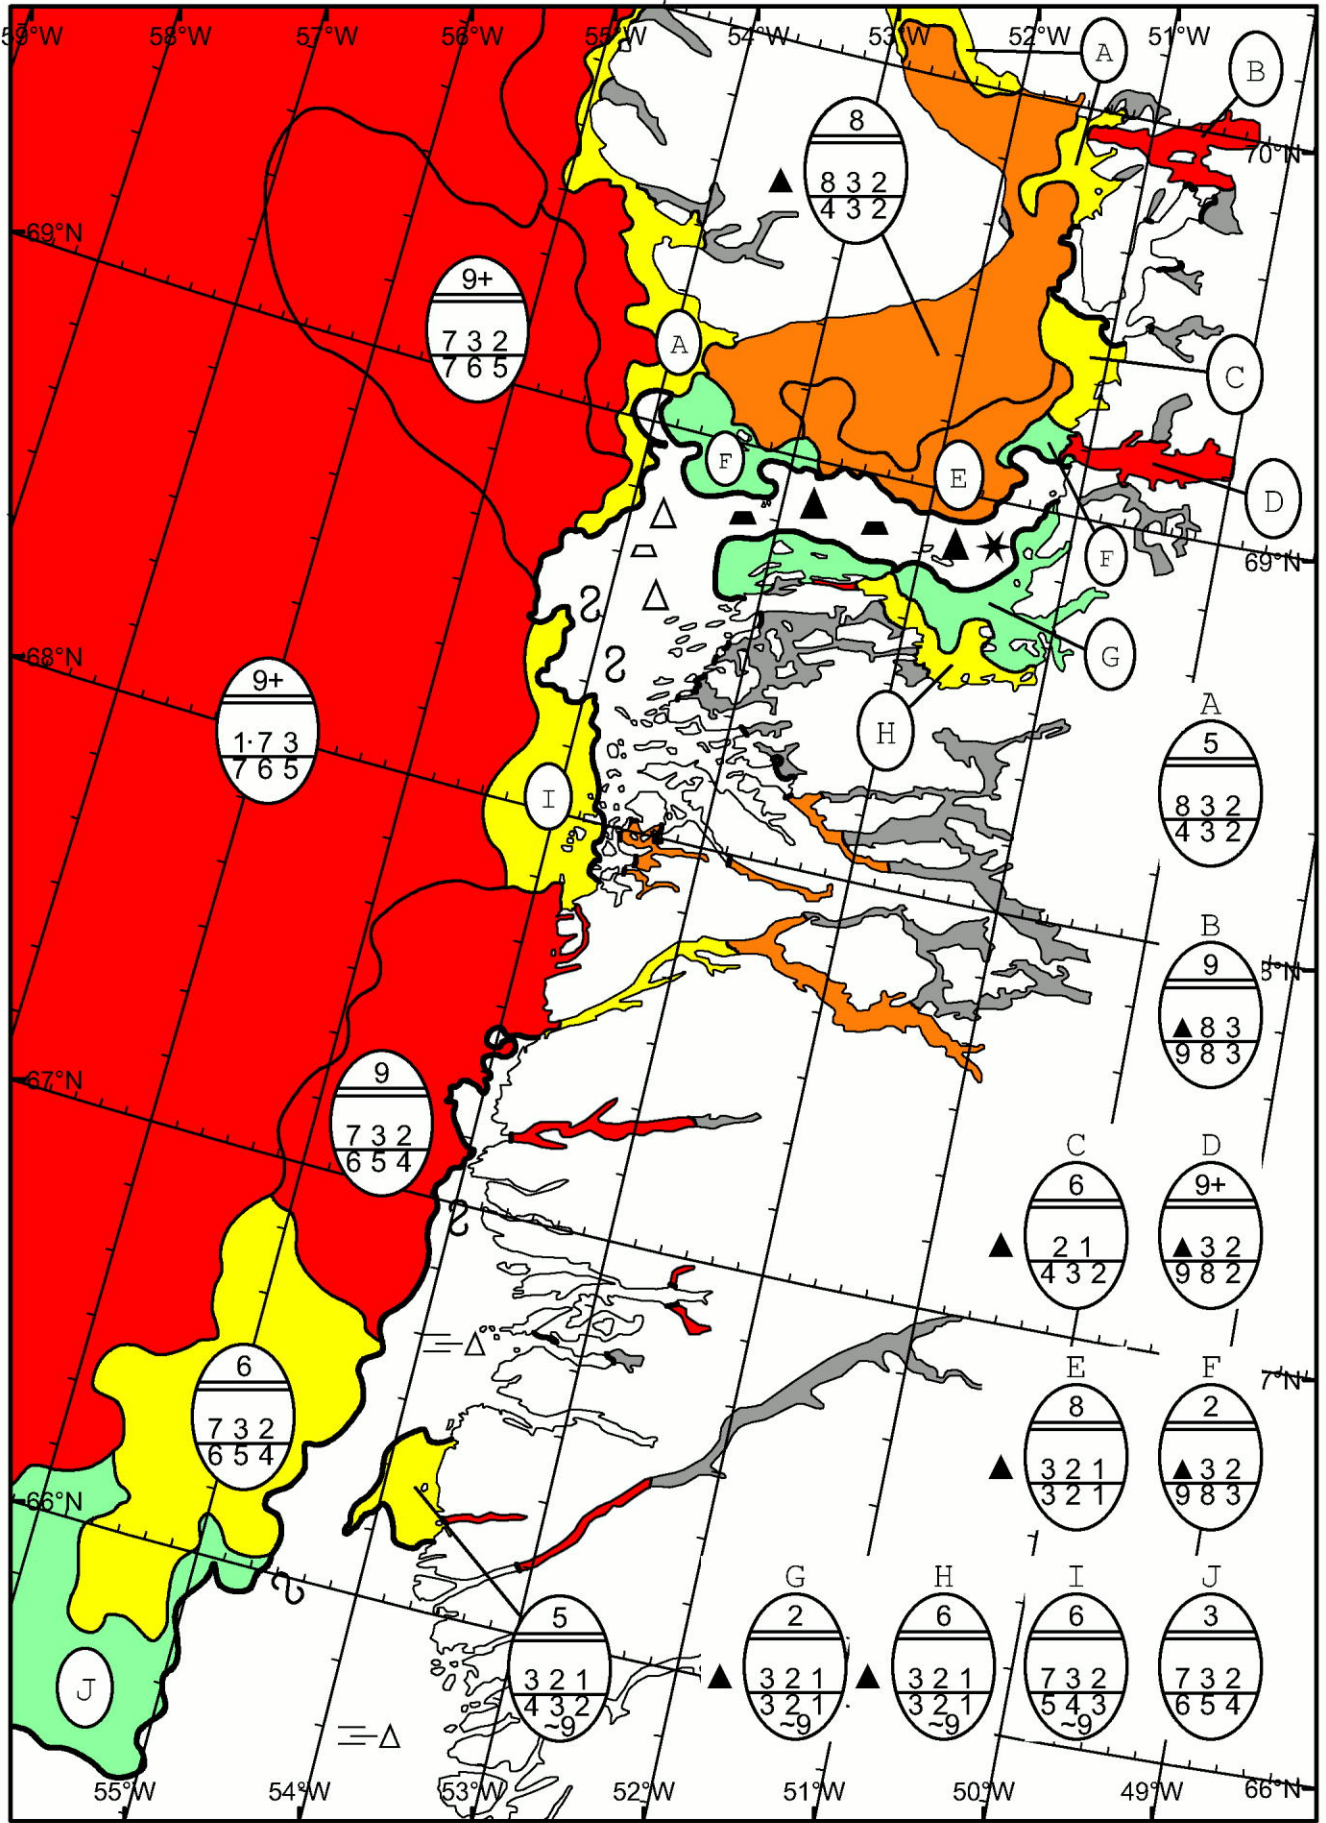 59°W 58°W 57°W 56°W 55°W 54°W 53°W 52°W 51°W
A
B
70°N
8
8 3 2
4 3 2
69°N
9+
7 3 2
7 6 5
A
C
F
E
D
F
69°N
S
S
G
68°N
9+
1· 7 3
7 6 5
H
I
A
5
8 3 2
4 3 2
B
9
▲ 8 3
9 8 3
8°N
67°N
9
7 3 2
6 5 4
S
C
6
2 1
4 3 2
D
9+
▲ 3 2
9 8 2
6
7 3 2
6 5 4
7°N
E
8
3 2 1
3 2 1
F
2
▲ 3 2
9 8 3
66°N
S
5
3 2 1
4 3 2
~9
G
2
3 2 1
3 2 1
~9
H
6
3 2 1
3 2 1
~9
I
6
7 3 2
5 4 3
~9
J
3
7 3 2
6 5 4
J
55°W 54°W 53°W 52°W 51°W 50°W 49°W 66°N